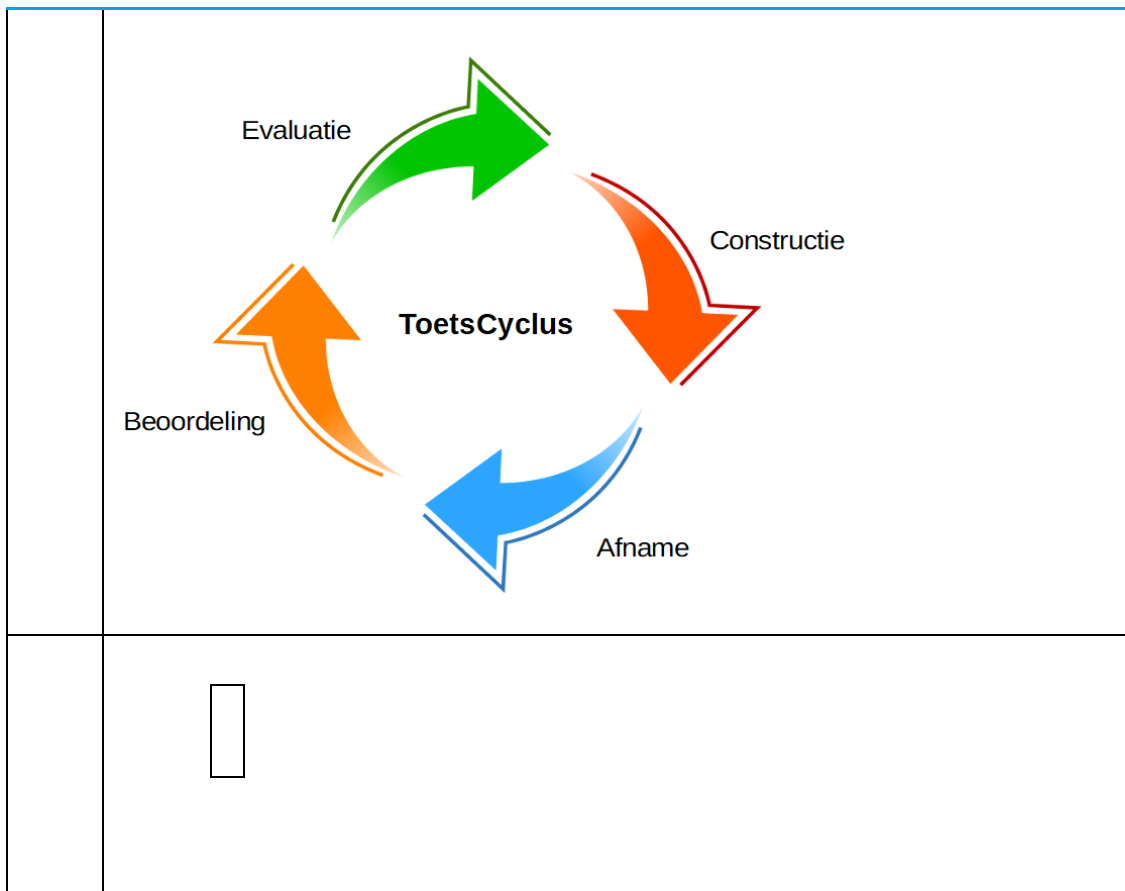 Evaluatie
Constructie
ToetsCyclus
Beoordeling
Afname